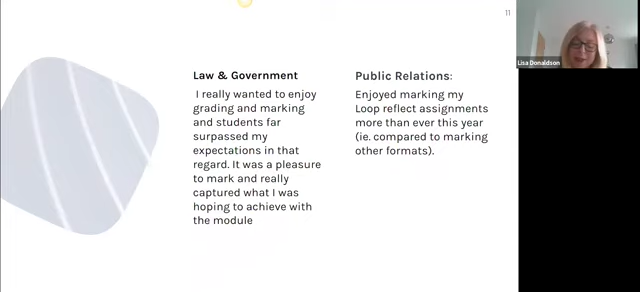 11
Lisa Donaldson
Law & Government
I really wanted to enjoy
grading and marking
and students far
surpassed my
expectations in that
regard. It was a pleasure
to mark and really
captured what I was
hoping to achieve with
the module
Public Relations:
Enjoyed marking my
Loop reflect assignments
more than ever this year
(ie. compared to marking
other formats).